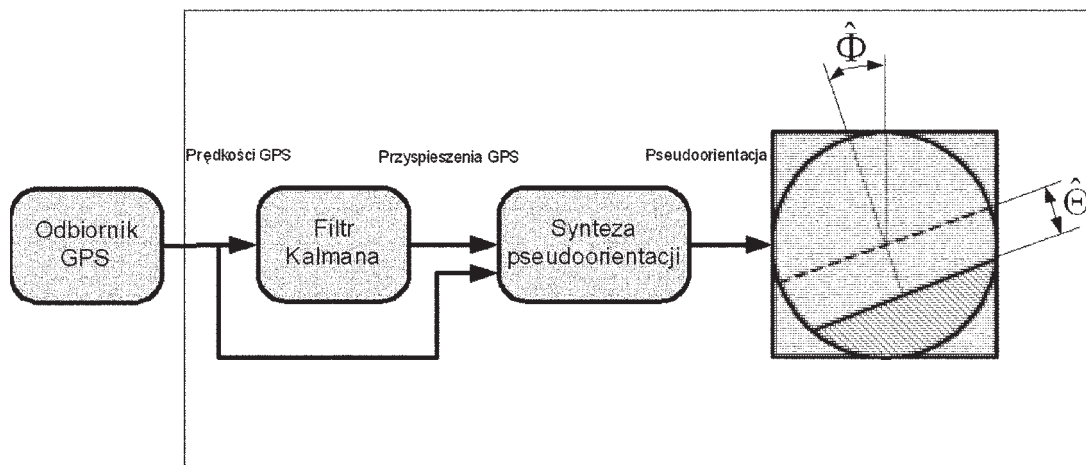 Φ̂
Prędkości GPS
Przyspieszenia GPS
Pseudoorientacja
Θ̂
Odbiornik
GPS
Filtr
Kalmana
Synteza
pseudoorientacji